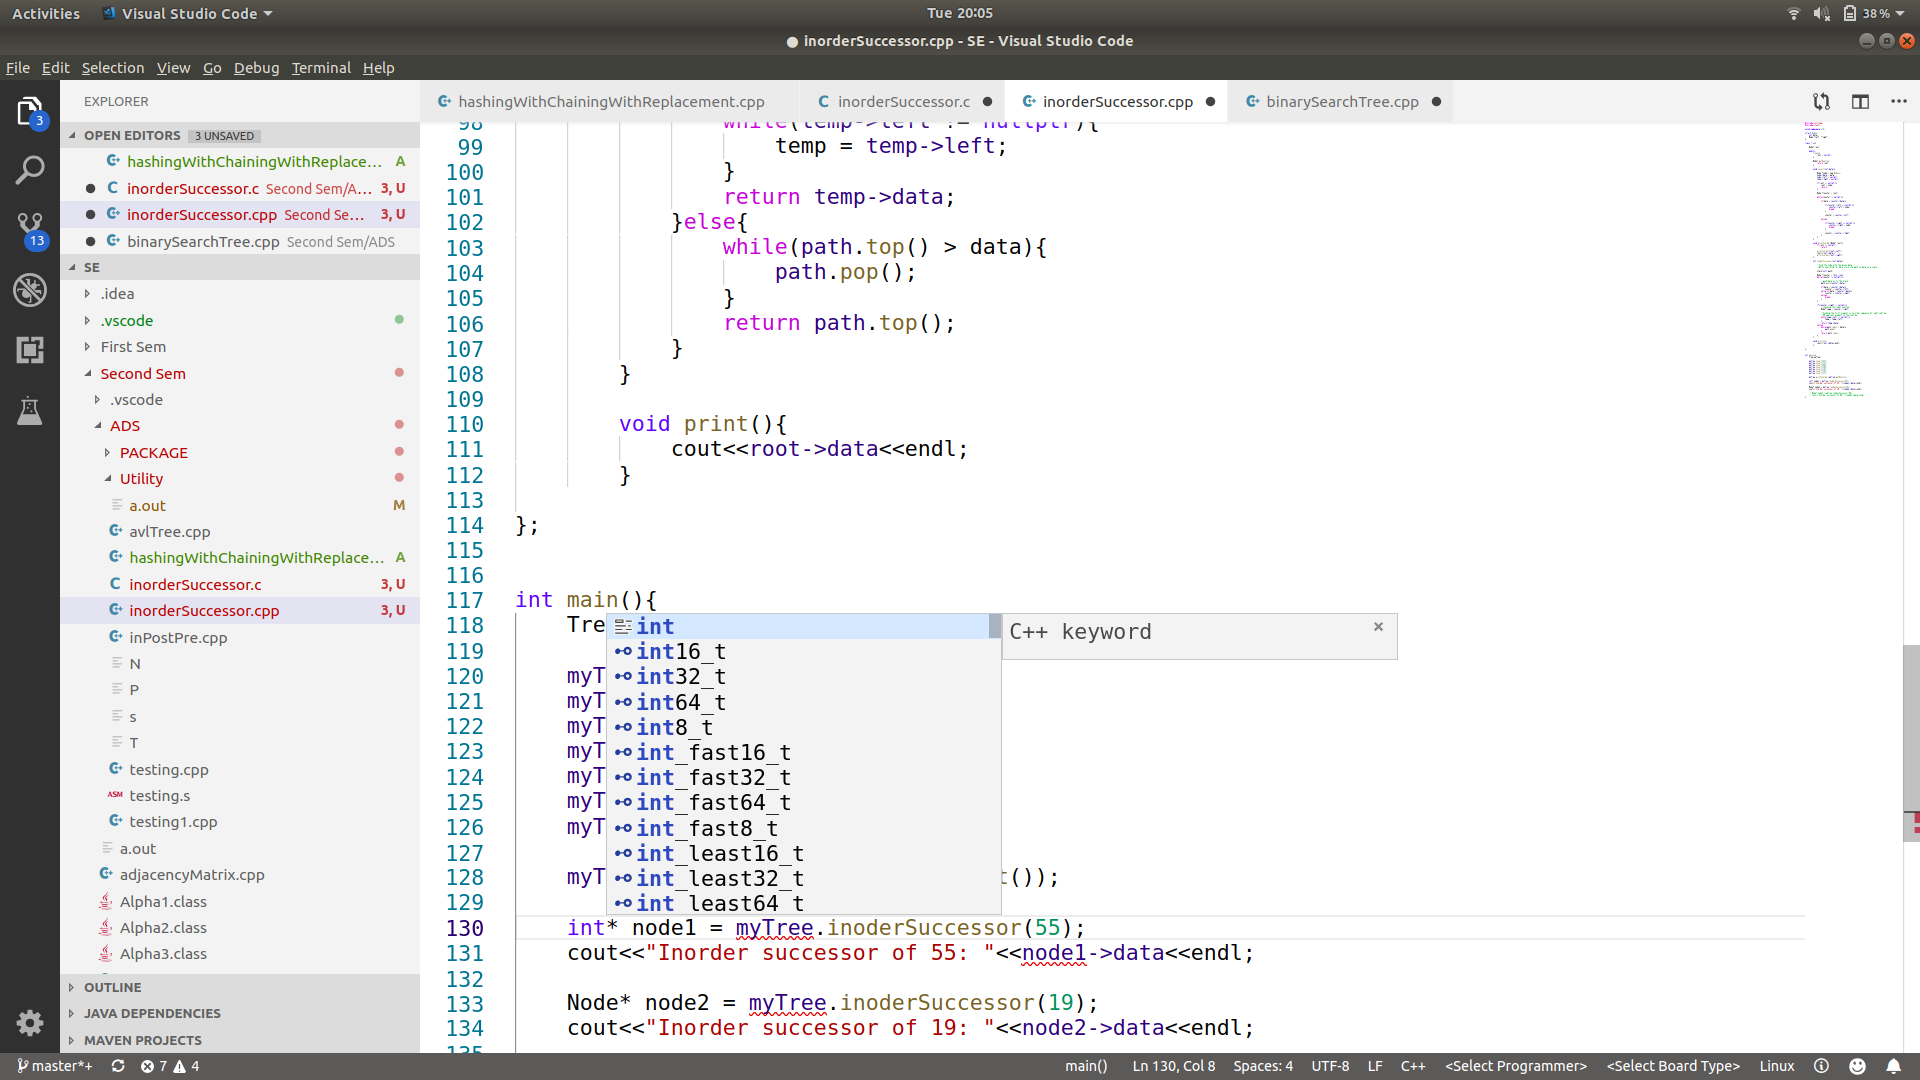 Activities Visual Studio Code Tue 20:05 38%
● inorderSuccessor.cpp - SE - Visual Studio Code
File Edit Selection View Go Debug Terminal Help
EXPLORER
OPEN EDITORS 3 UNSAVED
hashingWithChainingWithReplace... A
inorderSuccessor.c Second Sem/A... 3, U
inorderSuccessor.cpp Second Se... 3, U
binarySearchTree.cpp Second Sem/ADS
SE
.idea
.vscode
First Sem
Second Sem
.vscode
ADS
PACKAGE
Utility
a.out M
avlTree.cpp
hashingWithChainingWithReplace... A
inorderSuccessor.c 3, U
inorderSuccessor.cpp 3, U
inPostPre.cpp
N
P
s
T
testing.cpp
ASM testing.s
testing1.cpp
a.out
adjacencyMatrix.cpp
Alpha1.class
Alpha2.class
Alpha3.class
OUTLINE
JAVA DEPENDENCIES
MAVEN PROJECTS
3
13
hashingWithChainingWithReplacement.cpp inorderSuccessor.c ● inorderSuccessor.cpp ● binarySearchTree.cpp ●
98 while(temp->left != nullptr){
99 temp = temp->left;
100 }
101 return temp->data;
102 }else{
103 while(path.top() > data){
104 path.pop();
105 }
106 return path.top();
107 }
108 }
109
110 void print(){
111 cout<<root->data<<endl;
112 }
113
114 };
115
116
117 int main(){
118 Tre
119
120 myT
121 myT
122 myT
123 myT
124 myT
125 myT
126 myT
127
128 myT t());
129
130 int* node1 = myTree.inoderSuccessor(55);
131 cout<<"Inorder successor of 55: "<<node1->data<<endl;
132
133 Node* node2 = myTree.inoderSuccessor(19);
134 cout<<"Inorder successor of 19: "<<node2->data<<endl;
135
int
int16_t
int32_t
int64_t
int8_t
int_fast16_t
int_fast32_t
int_fast64_t
int_fast8_t
int_least16_t
int_least32_t
int_least64_t
C++ keyword ×
master*+ 7 4 main() Ln 130, Col 8 Spaces: 4 UTF-8 LF C++ <Select Programmer> <Select Board Type> Linux